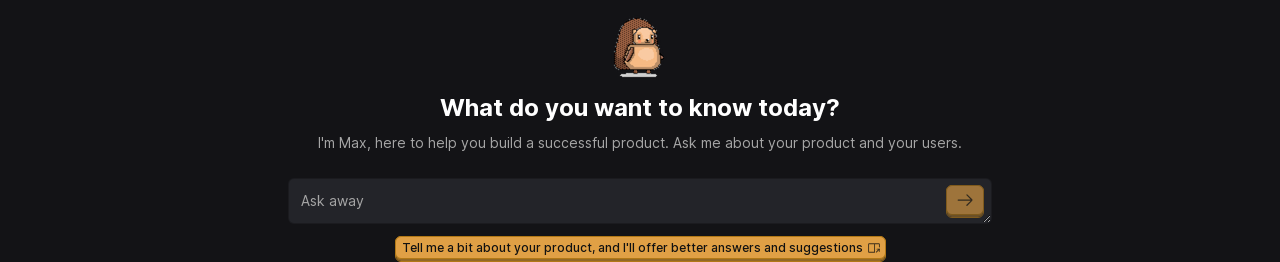 What do you want to know today?
I'm Max, here to help you build a successful product. Ask me about your product and your users.
Ask away
Tell me a bit about your product, and I'll offer better answers and suggestions